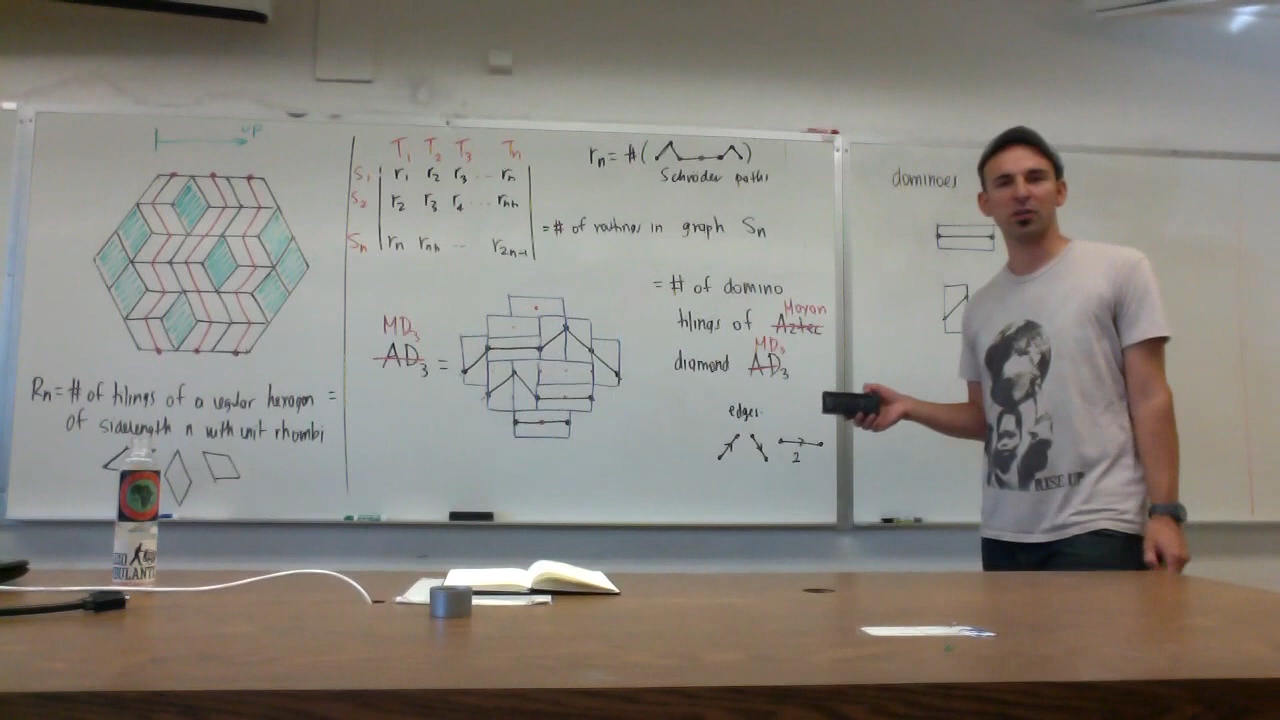 up
Rn = # of tilings of a regular hexagon =
of sidelength n with unit rhombi
T1 T2 T3 Tn
S1 r1 r2 r3 ... rn
S2 r2 r3 r4 ... rn+1
Sn rn rn+1 ... r2n-1
= # of routings in graph Sn
rn = # ( )
Schröder paths
= # of domino
tilings of Aztec Mayan
diamond AD3 MD3
MD3
AD3 =
edges:
2
dominoes
RISE UP